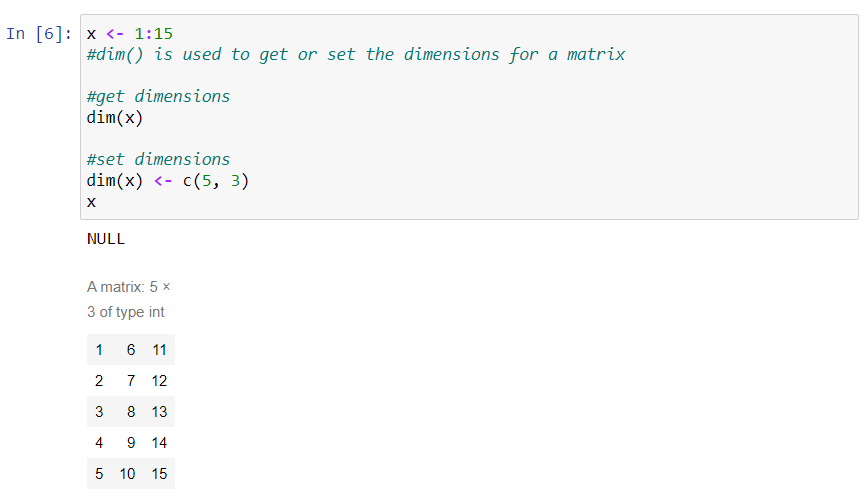 In [6]:
x <- 1:15
#dim() is used to get or set the dimensions for a matrix
#get dimensions
dim(x)
#set dimensions
dim(x) <- c(5, 3)
x
NULL
A matrix: 5 ×
3 of type int
1 6 11
2 7 12
3 8 13
4 9 14
5 10 15